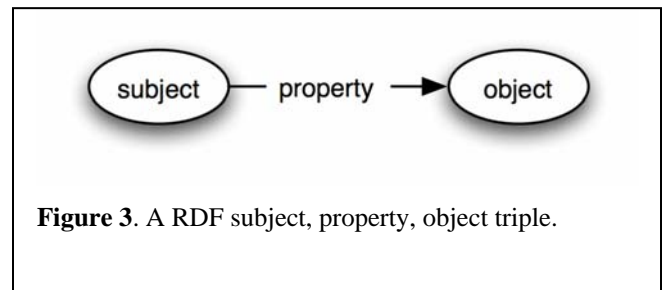 subject property object
Figure 3. A RDF subject, property, object triple.